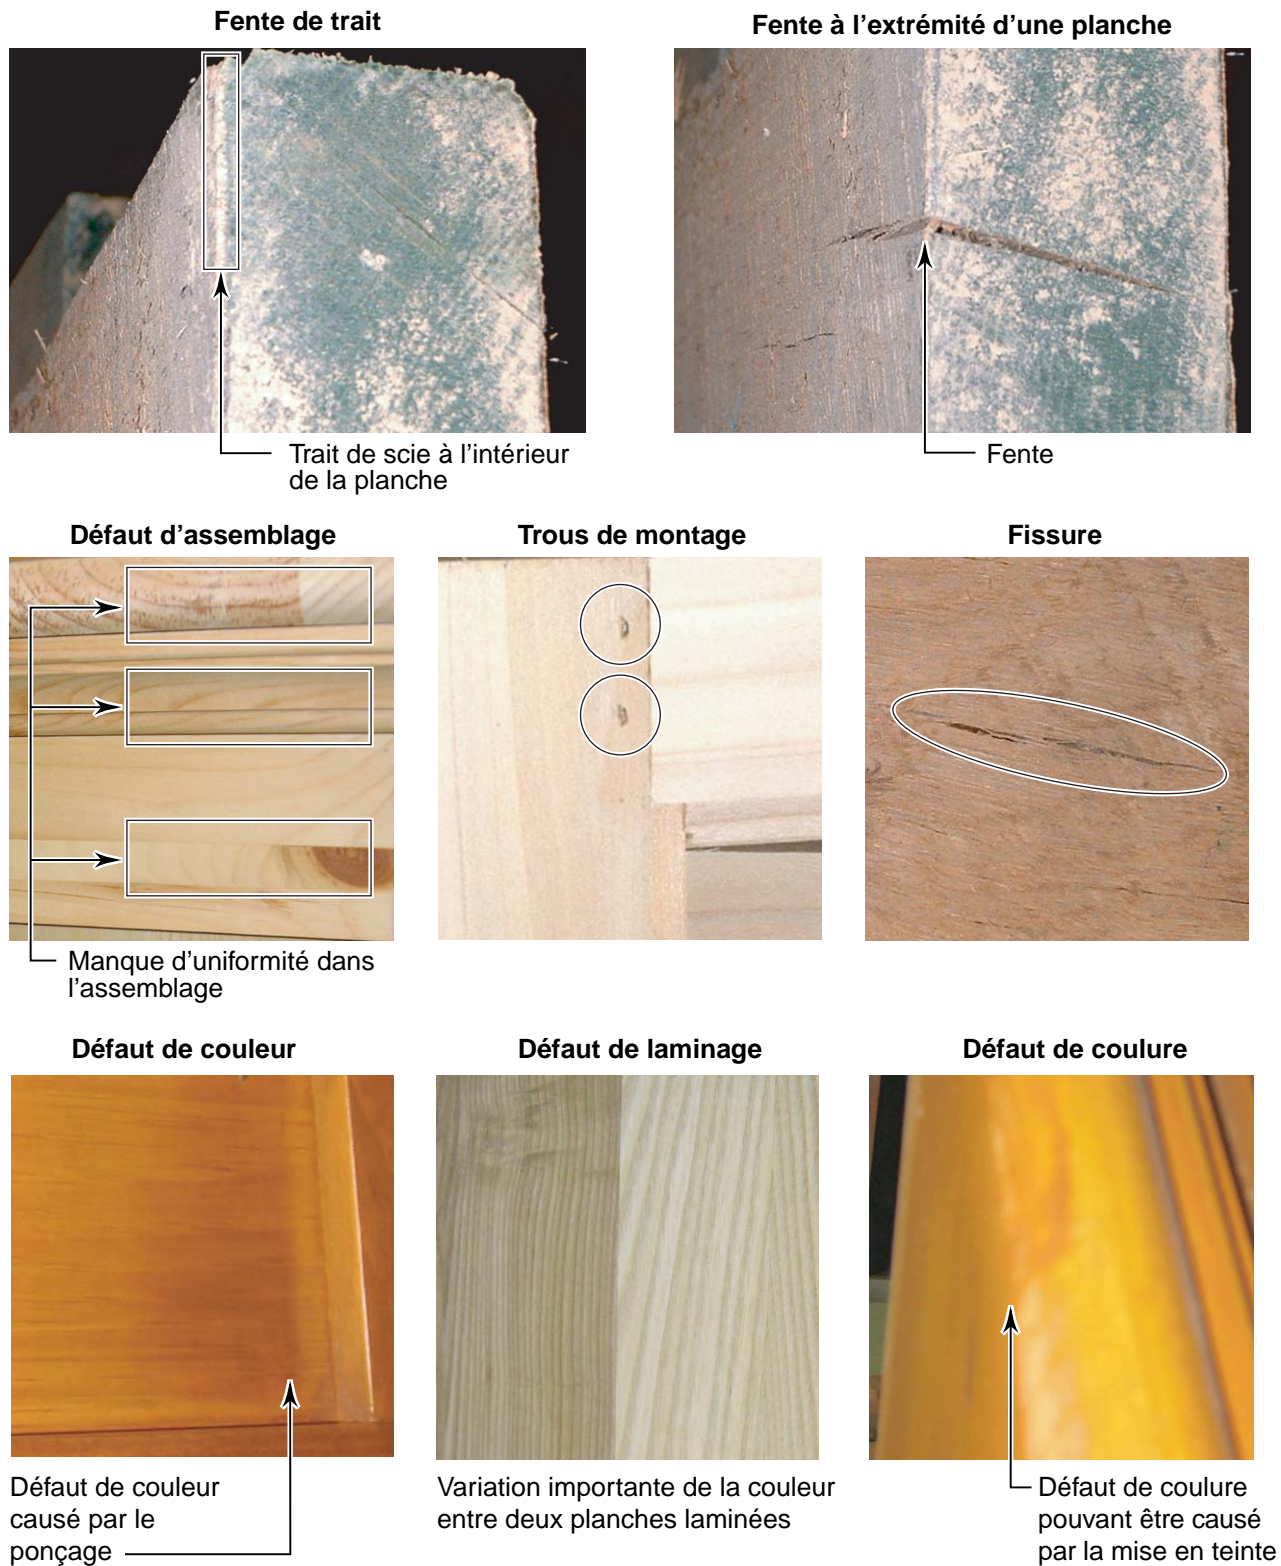 Fente de trait
Fente à l’extrémité d’une planche
Trait de scie à l’intérieur
de la planche
Fente
Défaut d’assemblage
Trous de montage
Fissure
Manque d’uniformité dans
l’assemblage
Défaut de couleur
Défaut de laminage
Défaut de coulure
Défaut de couleur
causé par le
ponçage
Variation importante de la couleur
entre deux planches laminées
Défaut de coulure
pouvant être causé
par la mise en teinte